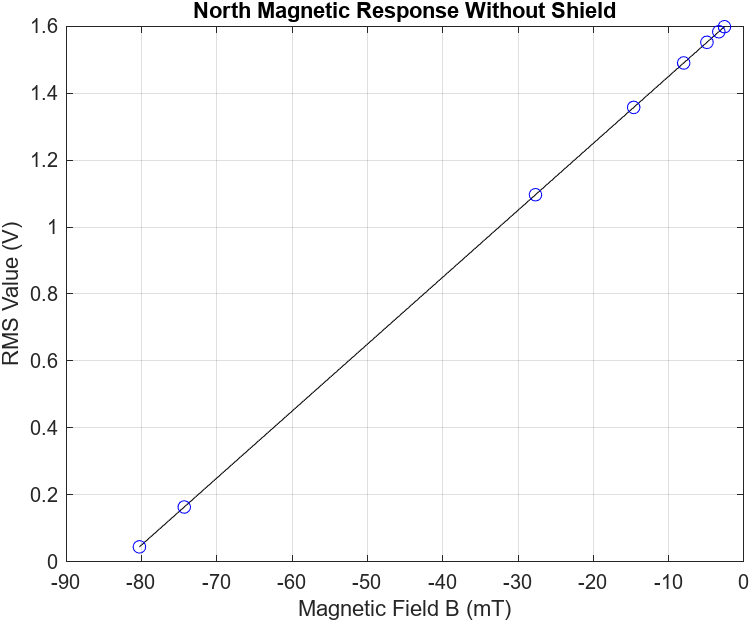 North Magnetic Response Without Shield
1.6
1.4
1.2
1
0.8
0.6
0.4
0.2
0
RMS Value (V)
-90 -80 -70 -60 -50 -40 -30 -20 -10 0
Magnetic Field B (mT)